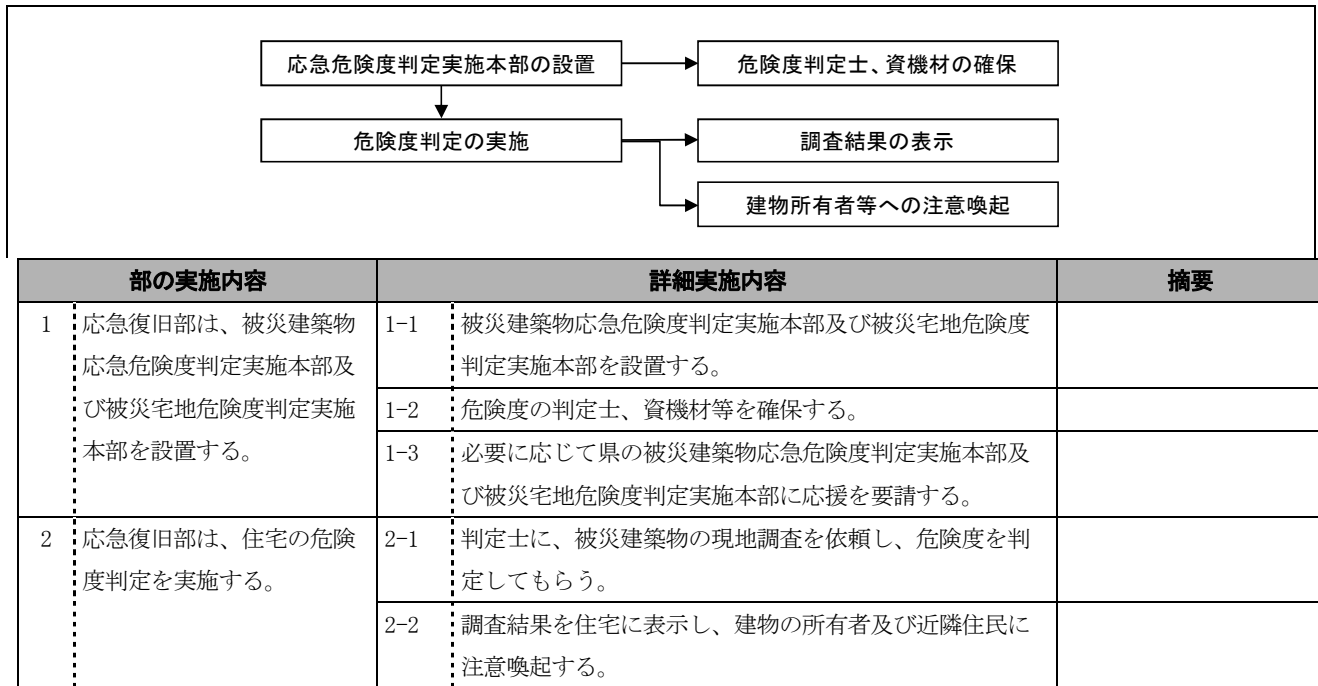 応急危険度判定実施本部の設置
危険度判定士、資機材の確保
危険度判定の実施
調査結果の表示
建物所有者等への注意喚起
部の実施内容
詳細実施内容
摘要
1
応急復旧部は、被災建築物
応急危険度判定実施本部及
び被災宅地危険度判定実施
本部を設置する。
1-1
被災建築物応急危険度判定実施本部及び被災宅地危険度
判定実施本部を設置する。
1-2
危険度の判定士、資機材等を確保する。
1-3
必要に応じて県の被災建築物応急危険度判定実施本部及
び被災宅地危険度判定実施本部に応援を要請する。
2
応急復旧部は、住宅の危険
度判定を実施する。
2-1
判定士に、被災建築物の現地調査を依頼し、危険度を判
定してもらう。
2-2
調査結果を住宅に表示し、建物の所有者及び近隣住民に
注意喚起する。